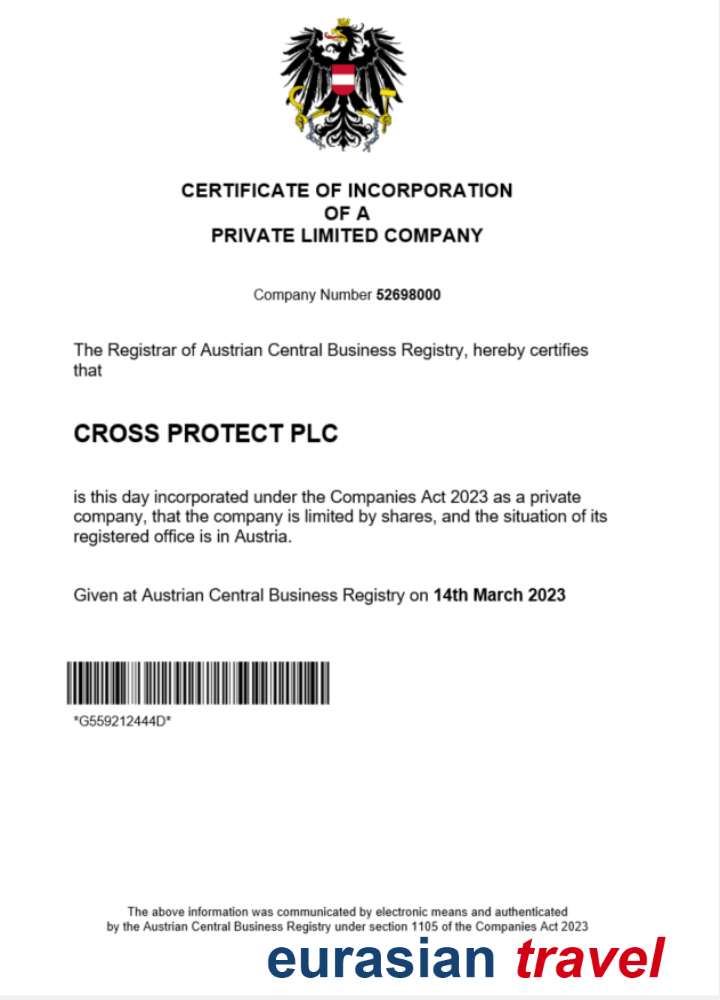 CERTIFICATE OF INCORPORATION
OF A
PRIVATE LIMITED COMPANY
Company Number 52698000
The Registrar of Austrian Central Business Registry, hereby certifies
that
CROSS PROTECT PLC
is this day incorporated under the Companies Act 2023 as a private
company, that the company is limited by shares, and the situation of its
registered office is in Austria.
Given at Austrian Central Business Registry on 14th March 2023
*G559212444D*
The above information was communicated by electronic means and authenticated
by the Austrian Central Business Registry under section 1105 of the Companies Act 2023
eurasian travel